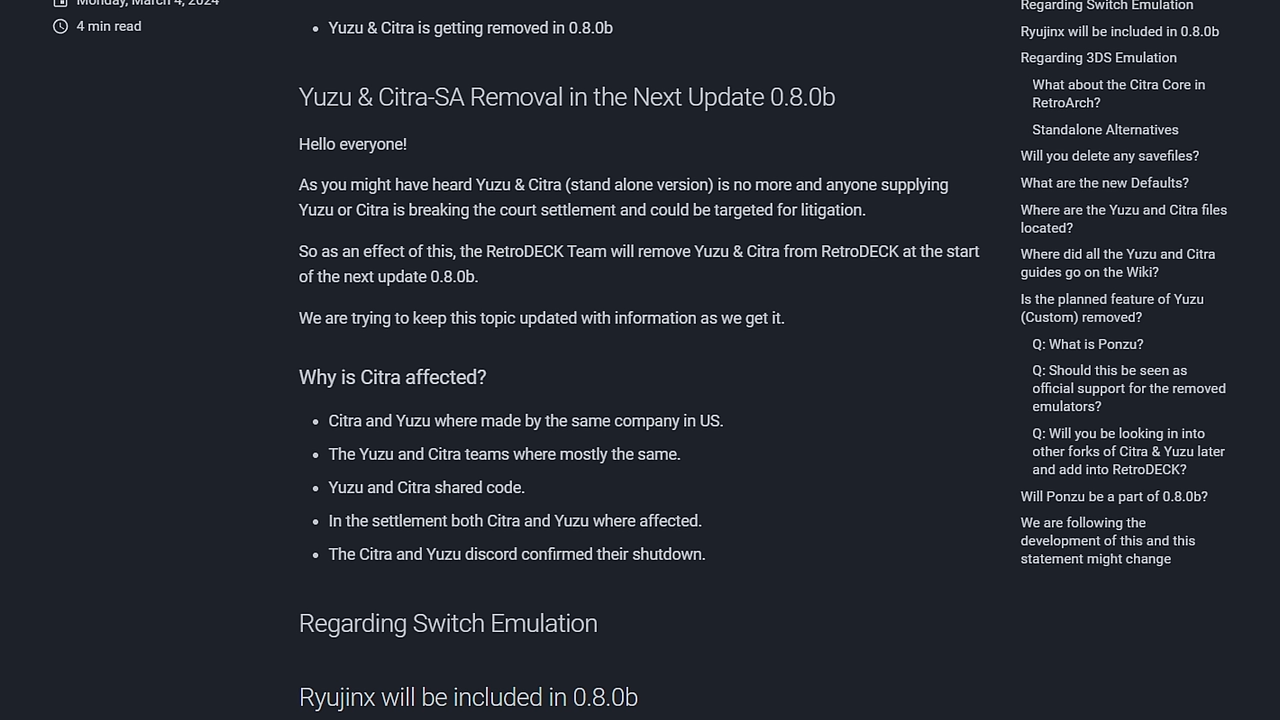 Monday, March 4, 2024
4 min read
Yuzu & Citra is getting removed in 0.8.0b
Yuzu & Citra-SA Removal in the Next Update 0.8.0b
Hello everyone!
As you might have heard Yuzu & Citra (stand alone version) is no more and anyone supplying
Yuzu or Citra is breaking the court settlement and could be targeted for litigation.
So as an effect of this, the RetroDECK Team will remove Yuzu & Citra from RetroDECK at the start
of the next update 0.8.0b.
We are trying to keep this topic updated with information as we get it.
Why is Citra affected?
Citra and Yuzu where made by the same company in US.
The Yuzu and Citra teams where mostly the same.
Yuzu and Citra shared code.
In the settlement both Citra and Yuzu where affected.
The Citra and Yuzu discord confirmed their shutdown.
Regarding Switch Emulation
Ryujinx will be included in 0.8.0b
Regarding Switch Emulation
Ryujinx will be included in 0.8.0b
Regarding 3DS Emulation
What about the Citra Core in
RetroArch?
Standalone Alternatives
Will you delete any savefiles?
What are the new Defaults?
Where are the Yuzu and Citra files
located?
Where did all the Yuzu and Citra
guides go on the Wiki?
Is the planned feature of Yuzu
(Custom) removed?
Q: What is Ponzu?
Q: Should this be seen as
official support for the removed
emulators?
Q: Will you be looking in into
other forks of Citra & Yuzu later
and add into RetroDECK?
Will Ponzu be a part of 0.8.0b?
We are following the
development of this and this
statement might change